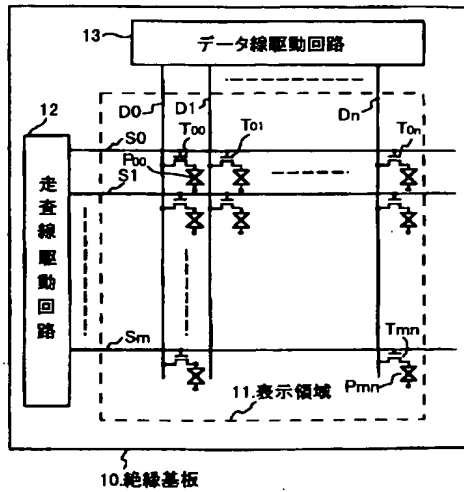 13
データ線駆動回路
12
D0
D1
Dn
S0
T00
T01
T0n
P00
S1
走査線駆動回路
Sm
Tmn
Pmn
11.表示領域
10.絶縁基板